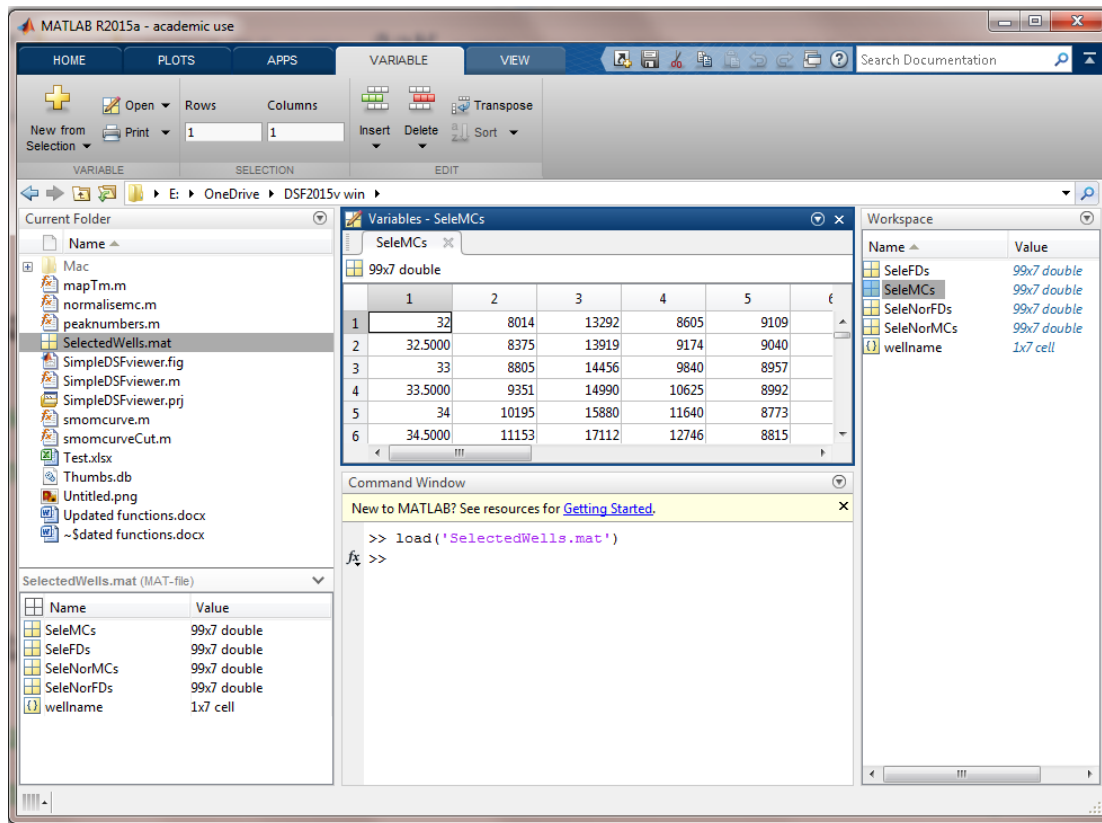 MATLAB R2015a - academic use
HOME PLOTS APPS VARIABLE VIEW Search Documentation
New from Selection Open Print Rows Columns
1 1
Insert Delete Transpose Sort
VARIABLE SELECTION EDIT
E: OneDrive DSF2015v win
Current Folder
Name
Mac
mapTm.m
normalisemc.m
peaknumbers.m
SelectedWells.mat
SimpleDSFviewer.fig
SimpleDSFviewer.m
SimpleDSFviewer.prj
smomcurve.m
smomcurveCut.m
Test.xlsx
Thumbs.db
Untitled.png
Updated functions.docx
~$dated functions.docx
SelectedWells.mat (MAT-file)
Name Value
SeleMCs 99x7 double
SeleFDs 99x7 double
SeleNorMCs 99x7 double
SeleNorFDs 99x7 double
wellname 1x7 cell
Variables - SeleMCs
SeleMCs
99x7 double
1 2 3 4 5 6
1 32 8014 13292 8605 9109
2 32.5000 8375 13919 9174 9040
3 33 8805 14456 9840 8957
4 33.5000 9351 14990 10625 8992
5 34 10195 15880 11640 8773
6 34.5000 11153 17112 12746 8815
Command Window
New to MATLAB? See resources for Getting Started.
>> load('SelectedWells.mat')
fx >>
Workspace
Name Value
SeleFDs 99x7 double
SeleMCs 99x7 double
SeleNorFDs 99x7 double
SeleNorMCs 99x7 double
wellname 1x7 cell